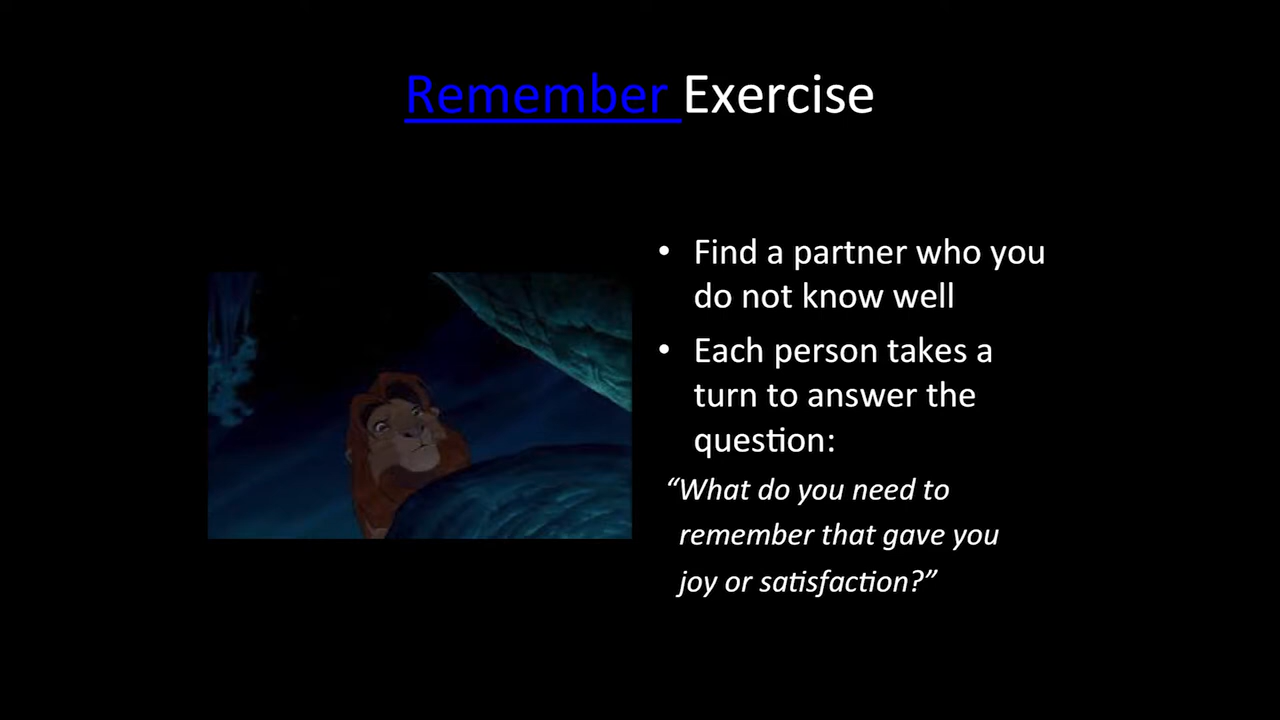 Remember Exercise
• Find a partner who you
do not know well
• Each person takes a
turn to answer the
question:
“What do you need to
remember that gave you
joy or satisfaction?”